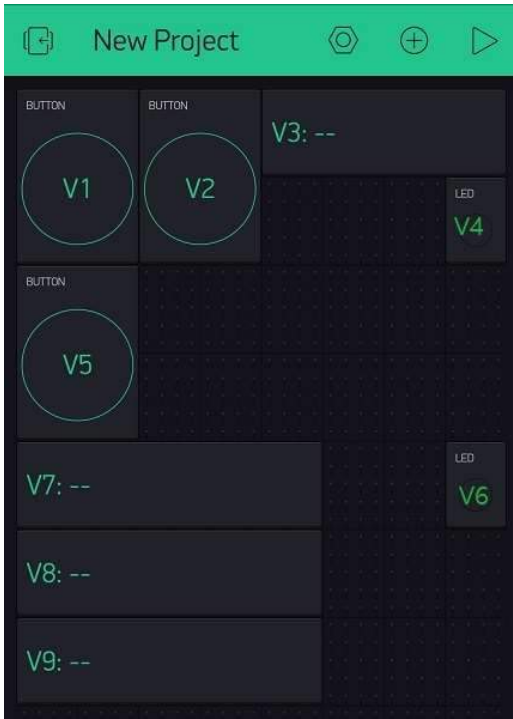 New Project
BUTTON
BUTTON
V1
V2
V3: --
LED
V4
BUTTON
V5
V7: --
LED
V6
V8: --
V9: --